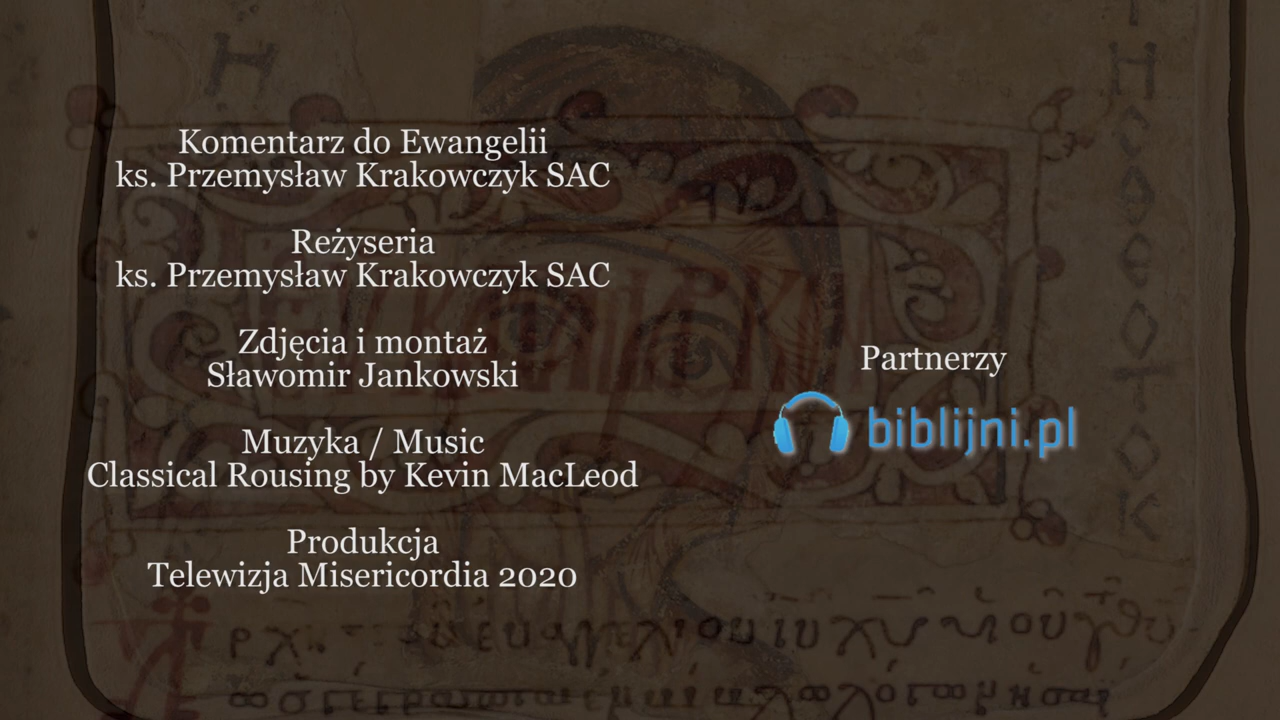 Komentarz do Ewangelii
ks. Przemysław Krakowczyk SAC
Reżyseria
ks. Przemysław Krakowczyk SAC
Zdjęcia i montaż
Sławomir Jankowski
Muzyka / Music
Classical Rousing by Kevin MacLeod
Produkcja
Telewizja Misericordia 2020
Partnerzy
biblijni.pl